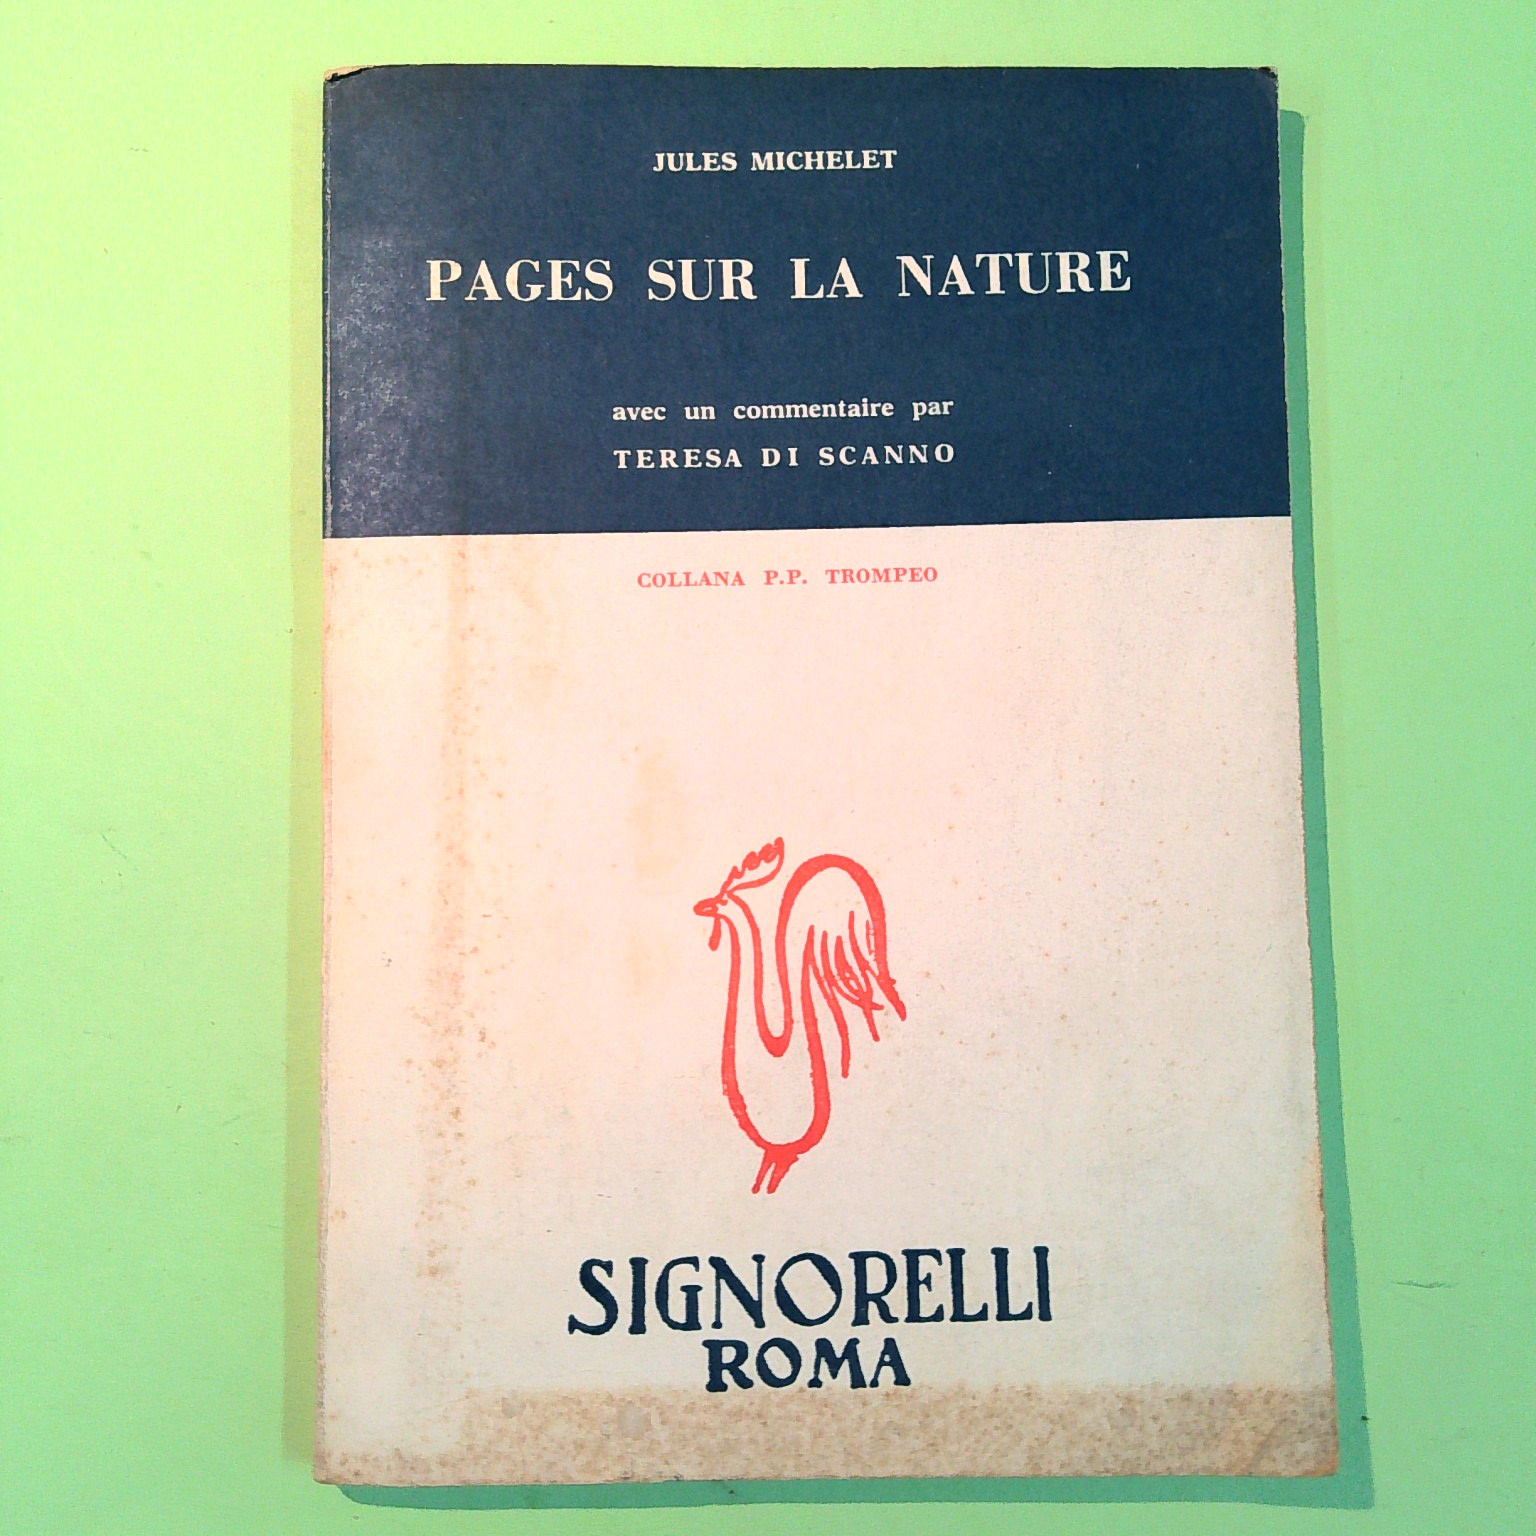 JULES MICHELET
PAGES SUR LA NATURE
avec un commentaire par
TERESA DI SCANNO
COLLANA P.P. TROMPEO
SIGNORELLI
ROMA